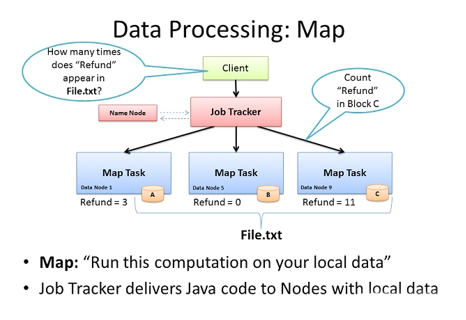 Data Processing: Map
How many times
does “Refund”
appear in
File.txt?
Client
Count
“Refund”
in Block C
Name Node
Job Tracker
Map Task
Data Node 1
A
Map Task
Data Node 5
B
Map Task
Data Node 9
C
Refund = 3
Refund = 0
Refund = 11
File.txt
• Map: “Run this computation on your local data”
• Job Tracker delivers Java code to Nodes with local data